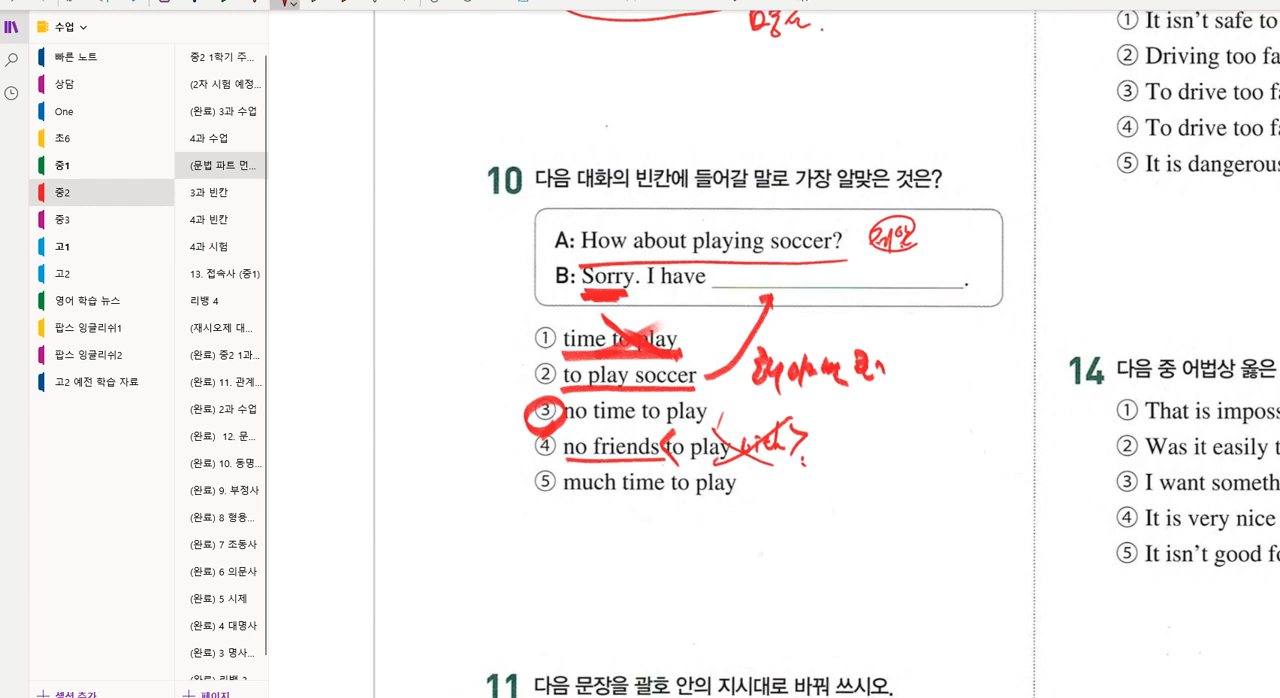 수업
빠른 노트
상담
One
초6
중1
중2
중3
고1
고2
영어 학습 뉴스
팝스 잉글리쉬1
팝스 잉글리쉬2
고2 예전 학습 자료
섹션 추가
중2 1학기 주...
(2차 시험 예정...
(완료) 3과 수업
4과 수업
(문법 파트 먼...
3과 빈칸
4과 빈칸
4과 시험
13. 접속사 (중1)
리뱅 4
(재시오제 대...
(완료) 중2 1과...
(완료) 11. 관계...
(완료) 2과 수업
(완료) 12. 문...
(완료) 10. 동명...
(완료) 9. 부정사
(완료) 8 형용...
(완료) 7 조동사
(완료) 6 의문사
(완료) 5 시제
(완료) 4 대명사
(완료) 3 명사...
페이지
10 다음 대화의 빈칸에 들어갈 말로 가장 알맞은 것은?
A: How about playing soccer? 제안
B: Sorry. I have
① time to play
② to play soccer
③ no time to play
④ no friends to play with?
⑤ much time to play
11 다음 문장을 괄호 안의 지시대로 바꿔 쓰시오.
① It isn't safe to
② Driving too fa
③ To drive too fa
④ To drive too fa
⑤ It is dangerous
14 다음 중 어법상 옳은
① That is imposs
② Was it easily t
③ I want someth
④ It is very nice
⑤ It isn't good fo